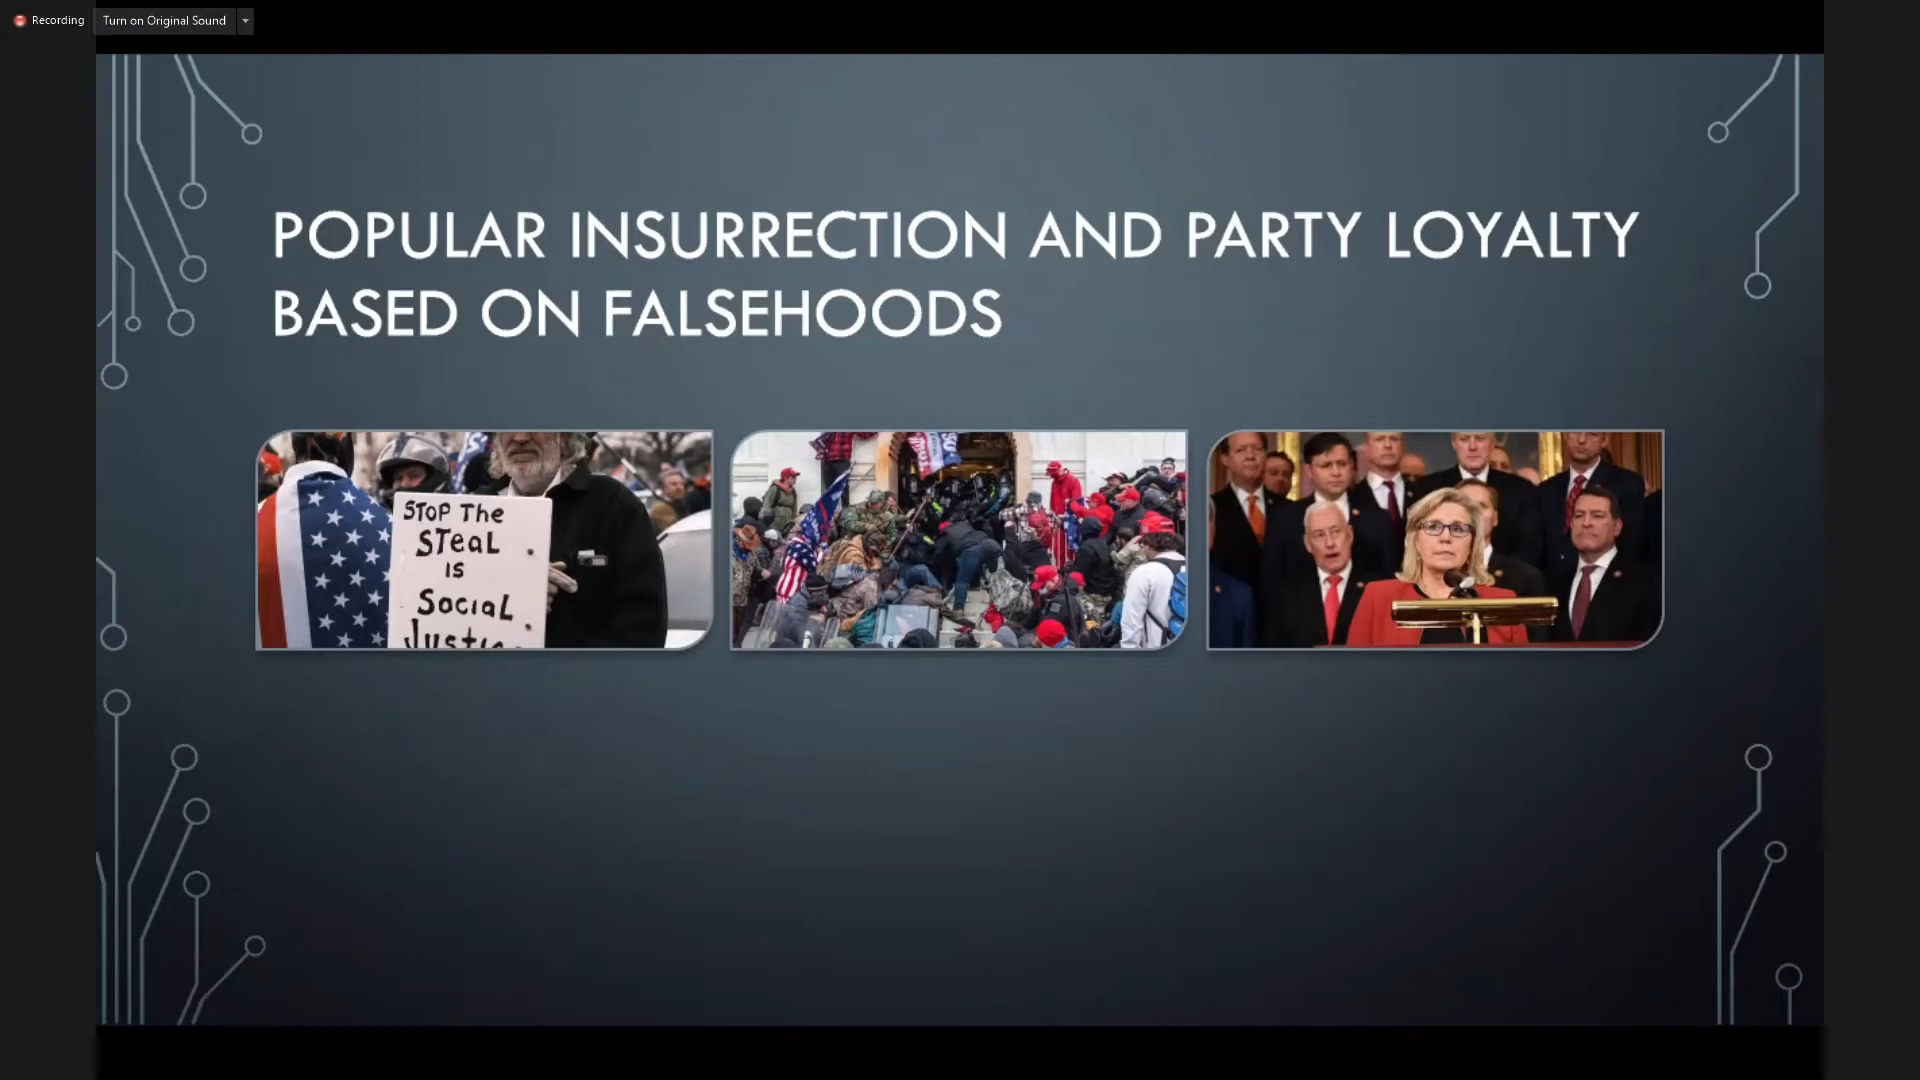 Recording
Turn on Original Sound
POPULAR INSURRECTION AND PARTY LOYALTY
BASED ON FALSEHOODS
STOP THe
STeaL
IS
SociaL